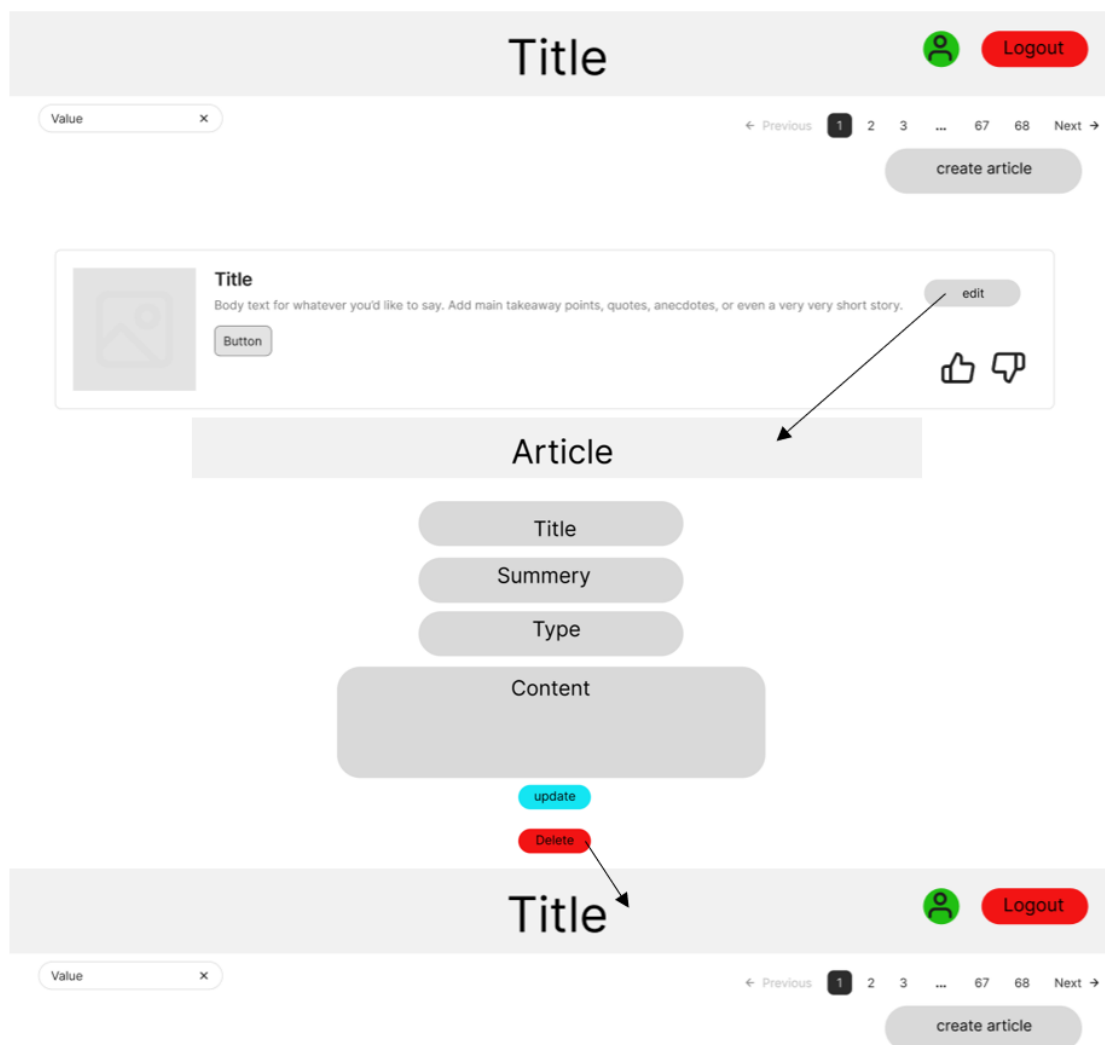 Title
Logout
Value
← Previous 1 2 3 ... 67 68 Next →
create article
Title
Body text for whatever you'd like to say. Add main takeaway points, quotes, anecdotes, or even a very very short story.
edit
Button
Article
Title
Summery
Type
Content
update
Delete
Title
Logout
Value
← Previous 1 2 3 ... 67 68 Next →
create article